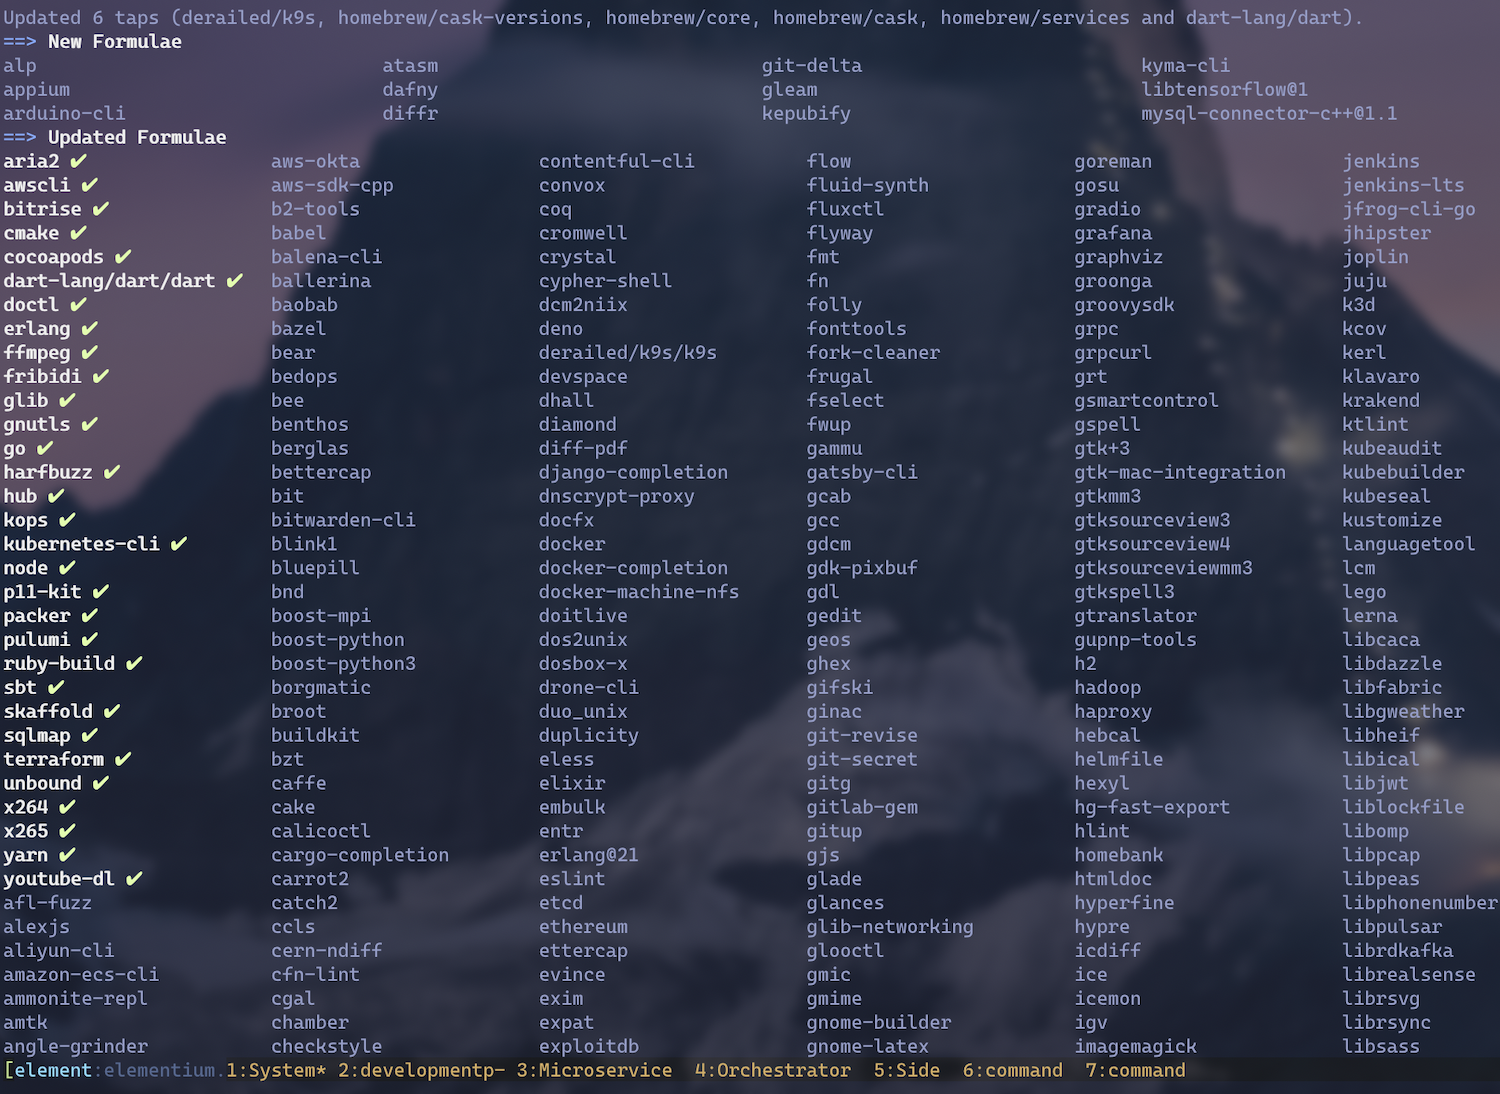 Updated 6 taps (derailed/k9s, homebrew/cask-versions, homebrew/core, homebrew/cask, homebrew/services and dart-lang/dart).
==> New Formulae
alp atasm git-delta kyma-cli
appium dafny gleam libtensorflow@1
arduino-cli diffr kepubify mysql-connector-c++@1.1
==> Updated Formulae
aria2 ✔ aws-okta contentful-cli flow goreman jenkins
awscli ✔ aws-sdk-cpp convox fluid-synth gosu jenkins-lts
bitrise ✔ b2-tools coq fluxctl gradio jfrog-cli-go
cmake ✔ babel cromwell flyway grafana jhipster
cocoapods ✔ balena-cli crystal fmt graphviz joplin
dart-lang/dart/dart ✔ ballerina cypher-shell fn groonga juju
doctl ✔ baobab dcm2niix folly groovysdk k3d
erlang ✔ bazel deno fonttools grpc kcov
ffmpeg ✔ bear derailed/k9s/k9s fork-cleaner grpcurl kerl
fribidi ✔ bedops devspace frugal grt klavaro
glib ✔ bee dhall fselect gsmartcontrol krakend
gnutls ✔ benthos diamond fwup gspell ktlint
go ✔ berglas diff-pdf gammu gtk+3 kubeaudit
harfbuzz ✔ bettercap django-completion gatsby-cli gtk-mac-integration kubebuilder
hub ✔ bit dnscrypt-proxy gcab gtkmm3 kubeseal
kops ✔ bitwarden-cli docfx gcc gtksourceview3 kustomize
kubernetes-cli ✔ blink1 docker gdcm gtksourceview4 languagetool
node ✔ bluepill docker-completion gdk-pixbuf gtksourceviewmm3 lcm
p11-kit ✔ bnd docker-machine-nfs gdl gtkspell3 lego
packer ✔ boost-mpi doitlive gedit gtranslator lerna
pulumi ✔ boost-python dos2unix geos gupnp-tools libcaca
ruby-build ✔ boost-python3 dosbox-x ghex h2 libdazzle
sbt ✔ borgmatic drone-cli gifski hadoop libfabric
skaffold ✔ broot duo_unix ginac haproxy libgweather
sqlmap ✔ buildkit duplicity git-revise hebcal libheif
terraform ✔ bzt eless git-secret helmfile libical
unbound ✔ caffe elixir gitg hexyl libjwt
x264 ✔ cake embulk gitlab-gem hg-fast-export liblockfile
x265 ✔ calicoctl entr gitup hlint libomp
yarn ✔ cargo-completion erlang@21 gjs homebank libpcap
youtube-dl ✔ carrot2 eslint glade htmldoc libpeas
afl-fuzz catch2 etcd glances hyperfine libphonenumber
alexjs ccls ethereum glib-networking hypre libpulsar
aliyun-cli cern-ndiff ettercap glooctl icdiff librdkafka
amazon-ecs-cli cfn-lint evince gmic ice librealsense
ammonite-repl cgal exim gmime icemon librsvg
amtk chamber expat gnome-builder igv librsync
angle-grinder checkstyle exploitdb gnome-latex imagemagick libsass
[element:elementium.1:System* 2:developmentp- 3:Microservice 4:Orchestrator 5:Side 6:command 7:command